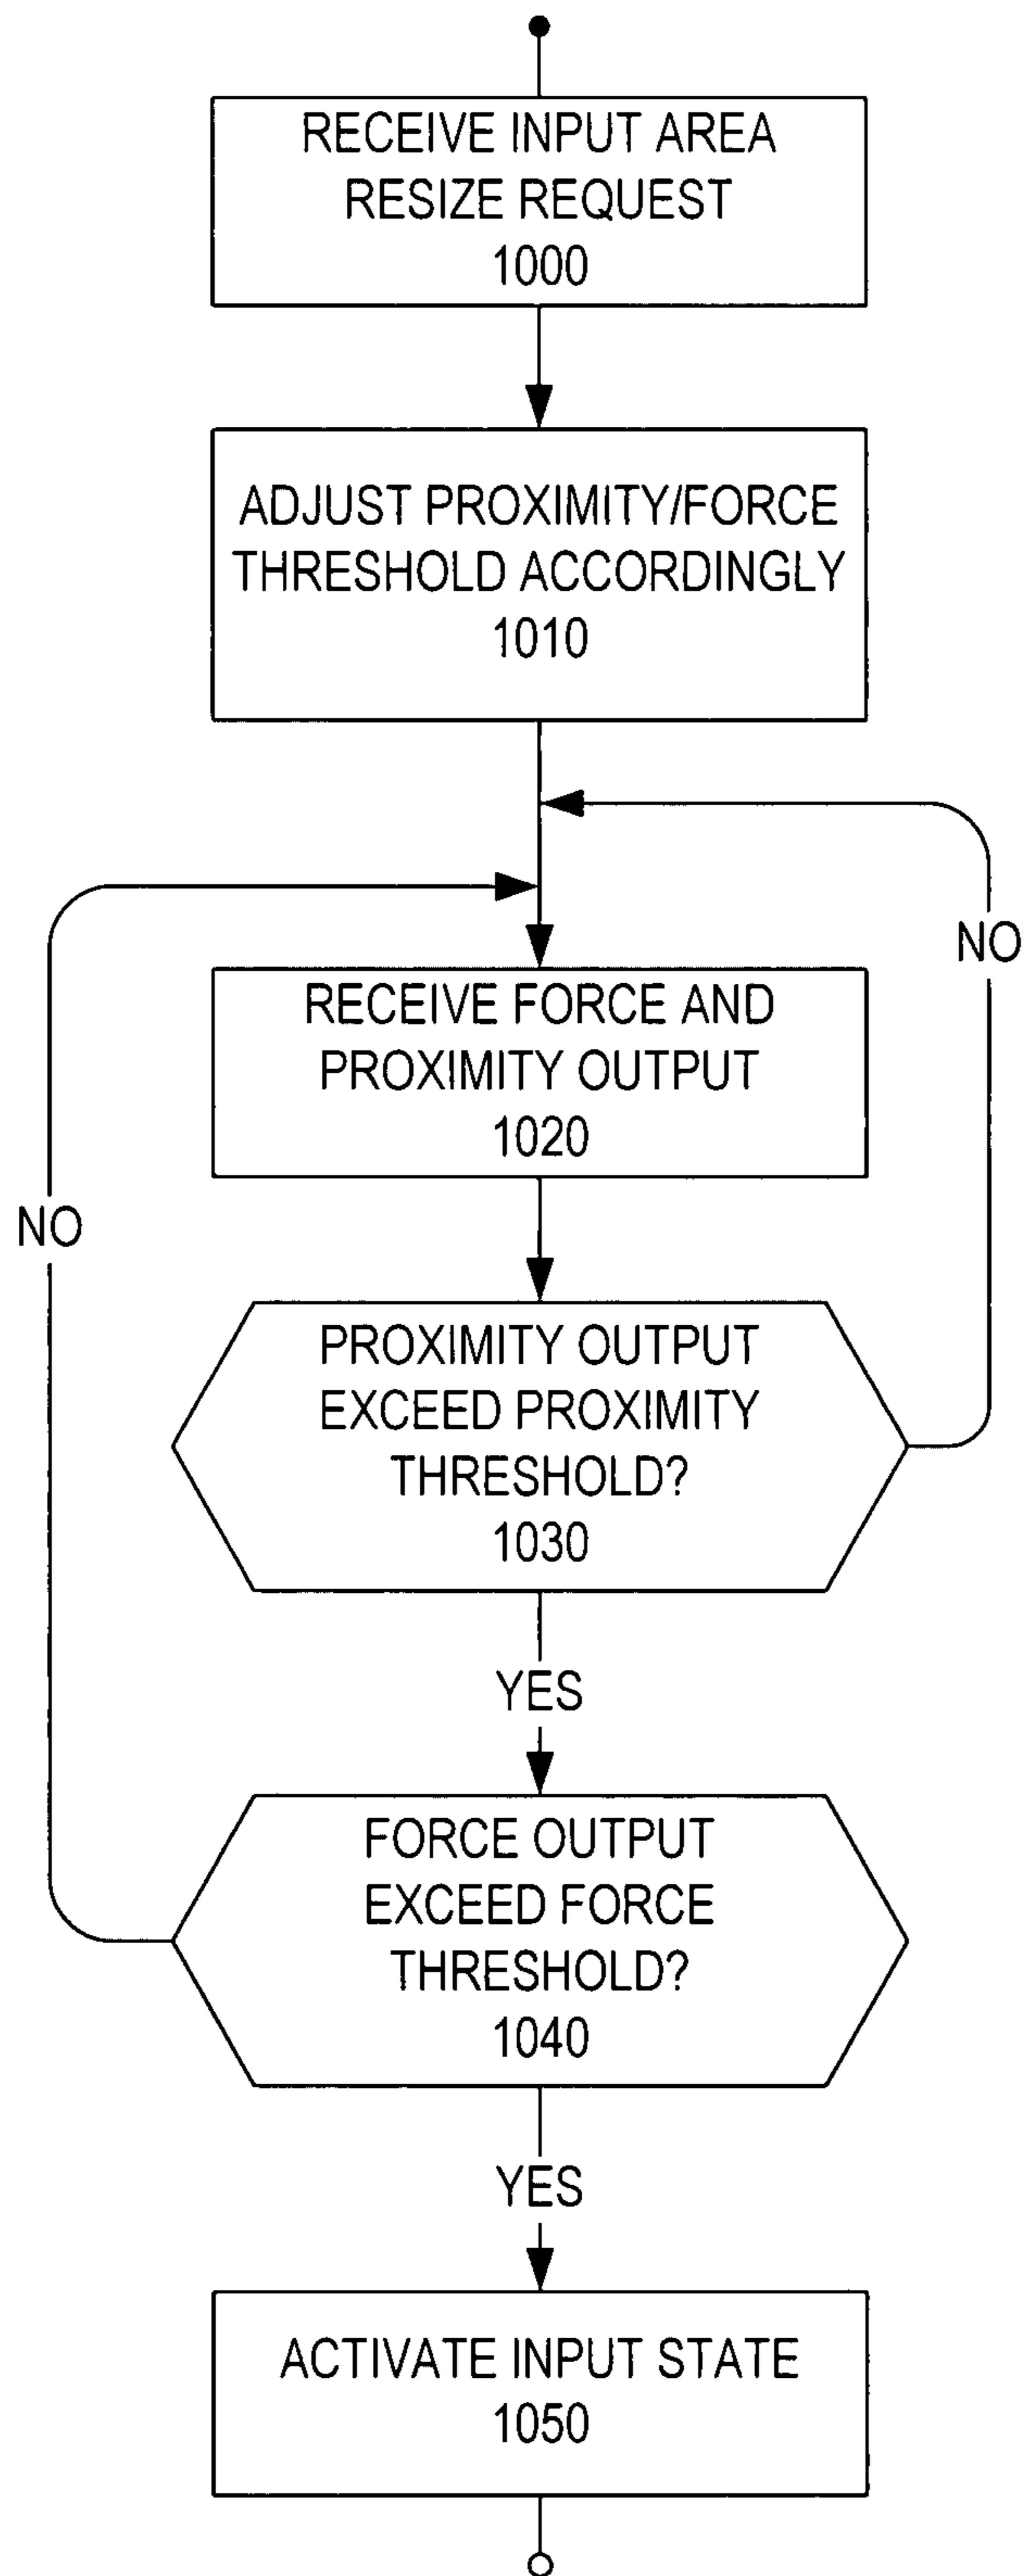 RECEIVE INPUT AREA
RESIZE REQUEST
1000
ADJUST PROXIMITY/FORCE
THRESHOLD ACCORDINGLY
1010
NO
RECEIVE FORCE AND
PROXIMITY OUTPUT
1020
NO
PROXIMITY OUTPUT
EXCEED PROXIMITY
THRESHOLD?
1030
YES
FORCE OUTPUT
EXCEED FORCE
THRESHOLD?
1040
YES
ACTIVATE INPUT STATE
1050